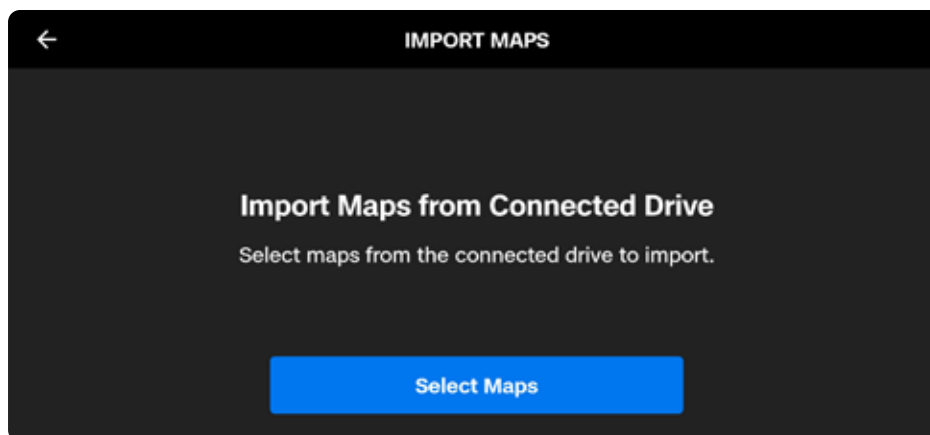 IMPORT MAPS
Import Maps from Connected Drive
Select maps from the connected drive to import.
Select Maps